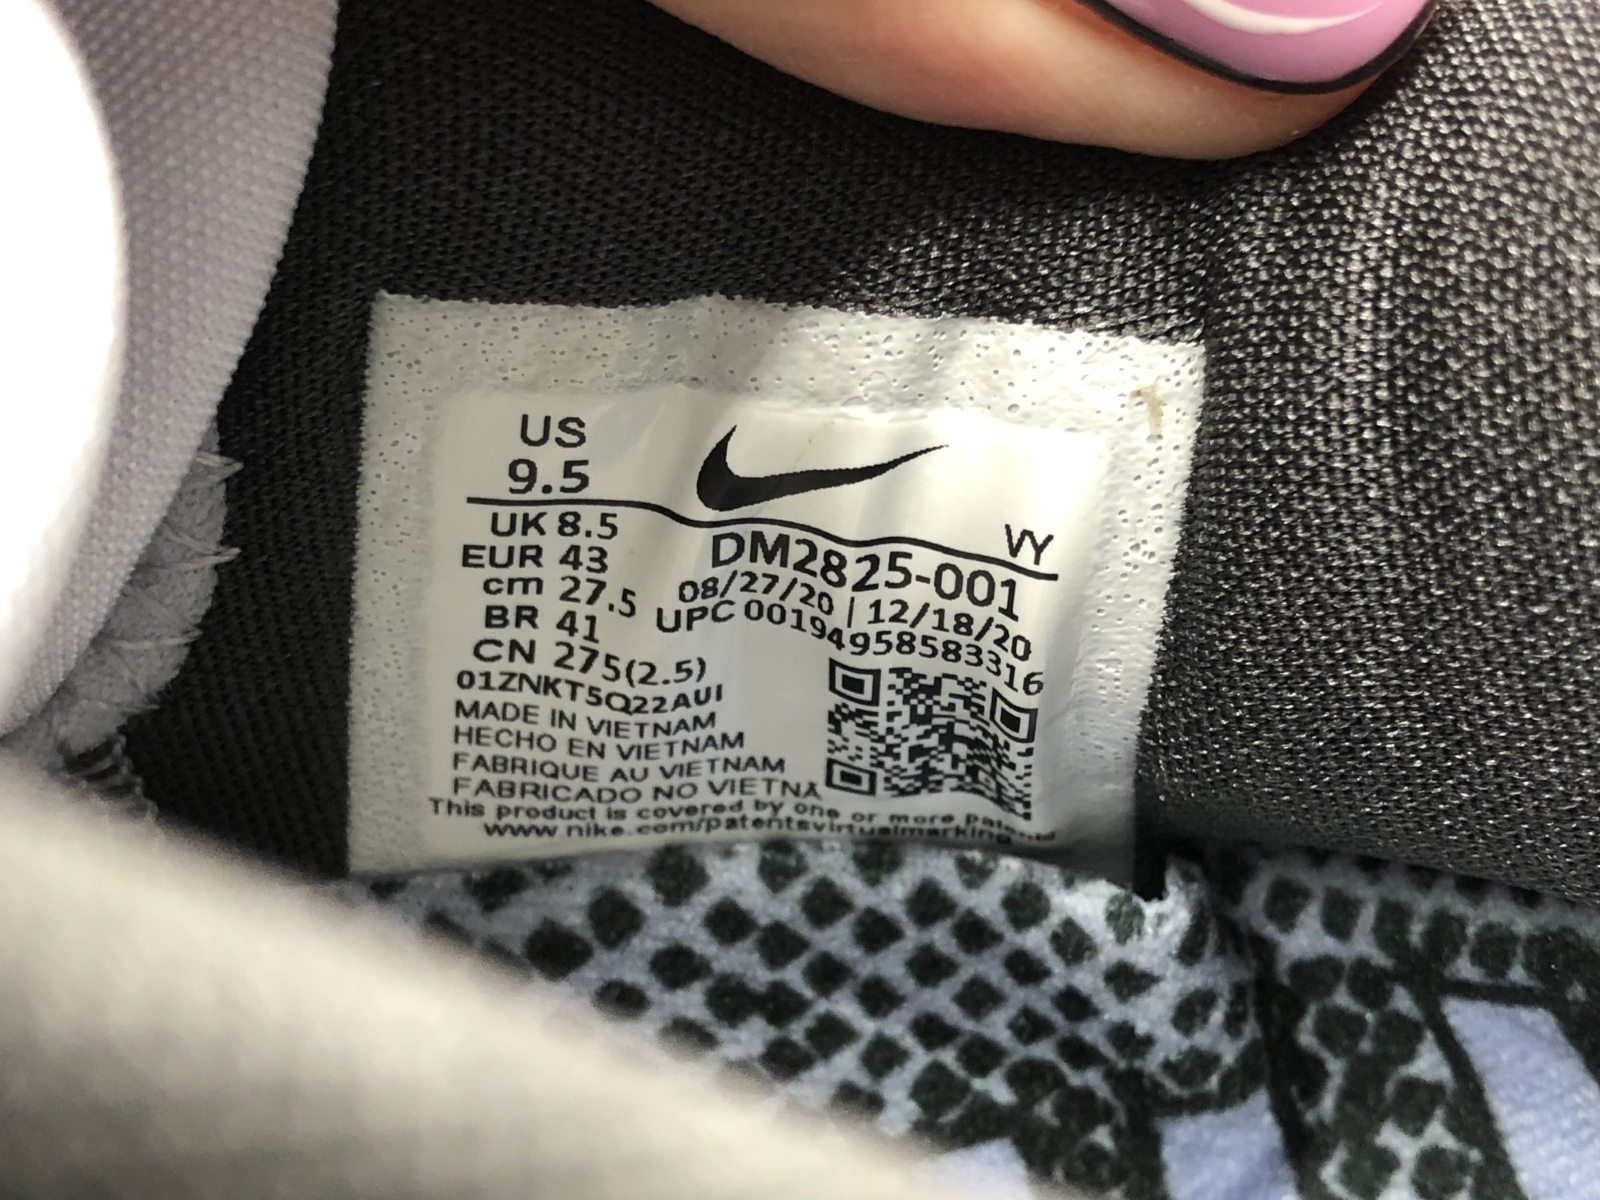 US
9.5
VY
UK 8.5
EUR 43
cm 27.5
BR 41
CN 275(2.5)
DM2825-001
08/27/20 | 12/18/20
UPC 00194958583316
01ZNKT5Q22AUI
MADE IN VIETNAM
HECHO EN VIETNAM
FABRIQUE AU VIETNAM
FABRICADO NO VIETNÃ
This product is covered by one or more patents
www.nike.com/patentsvirtualmarking